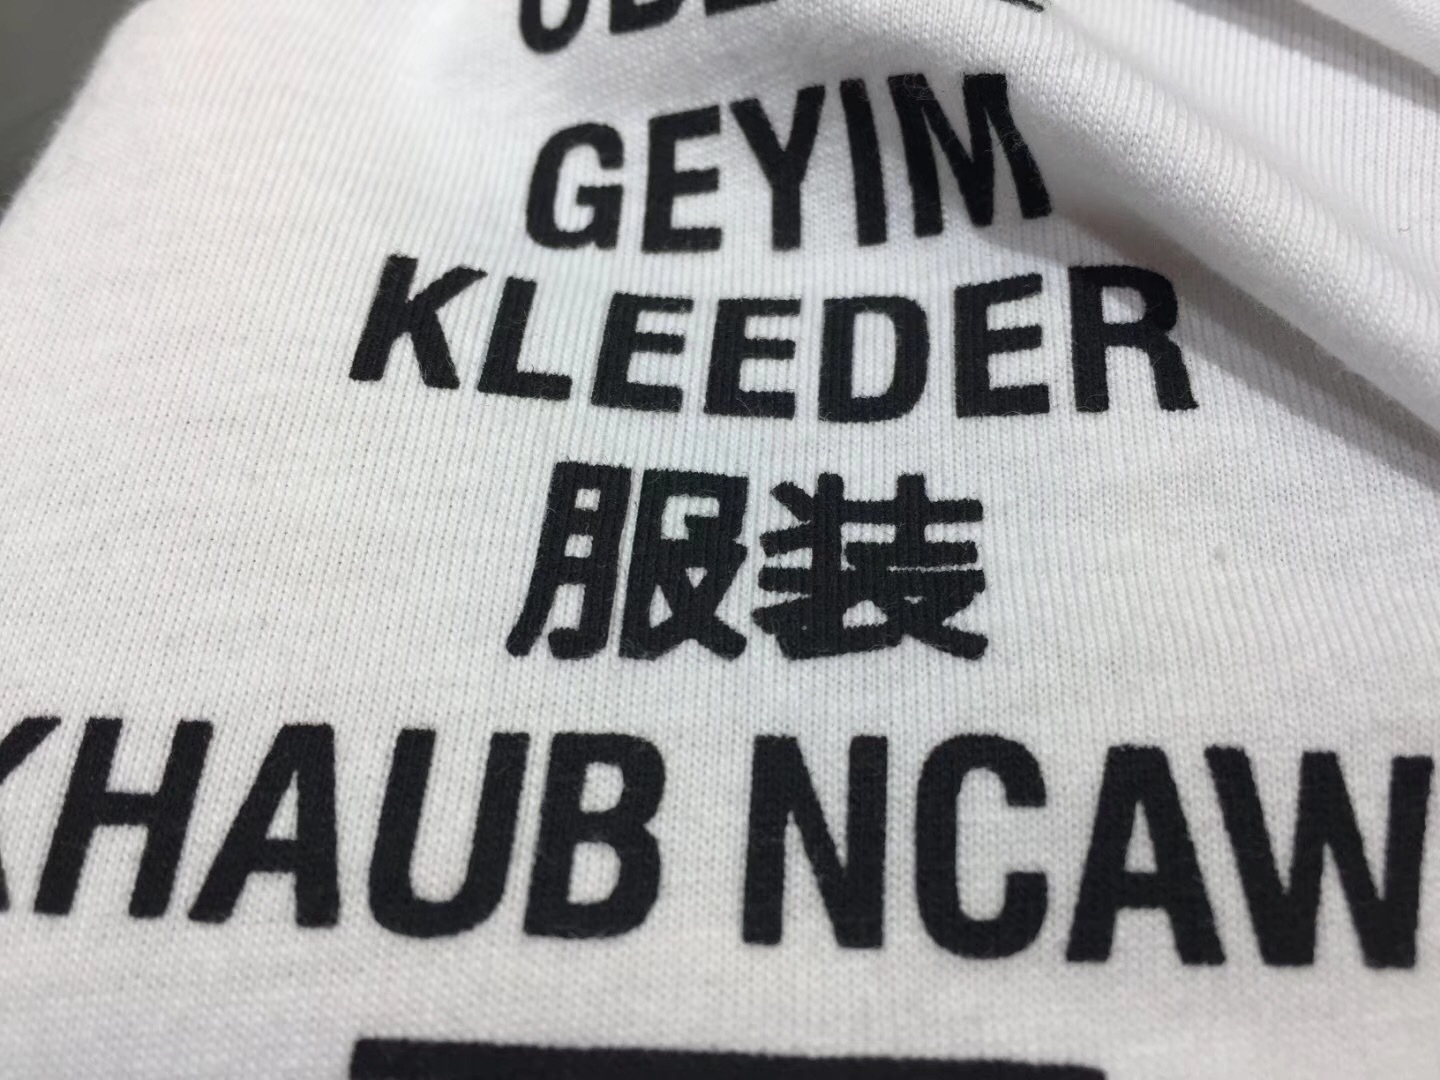 GEYIM
KLEEDER
服装
KHAUB NCAW